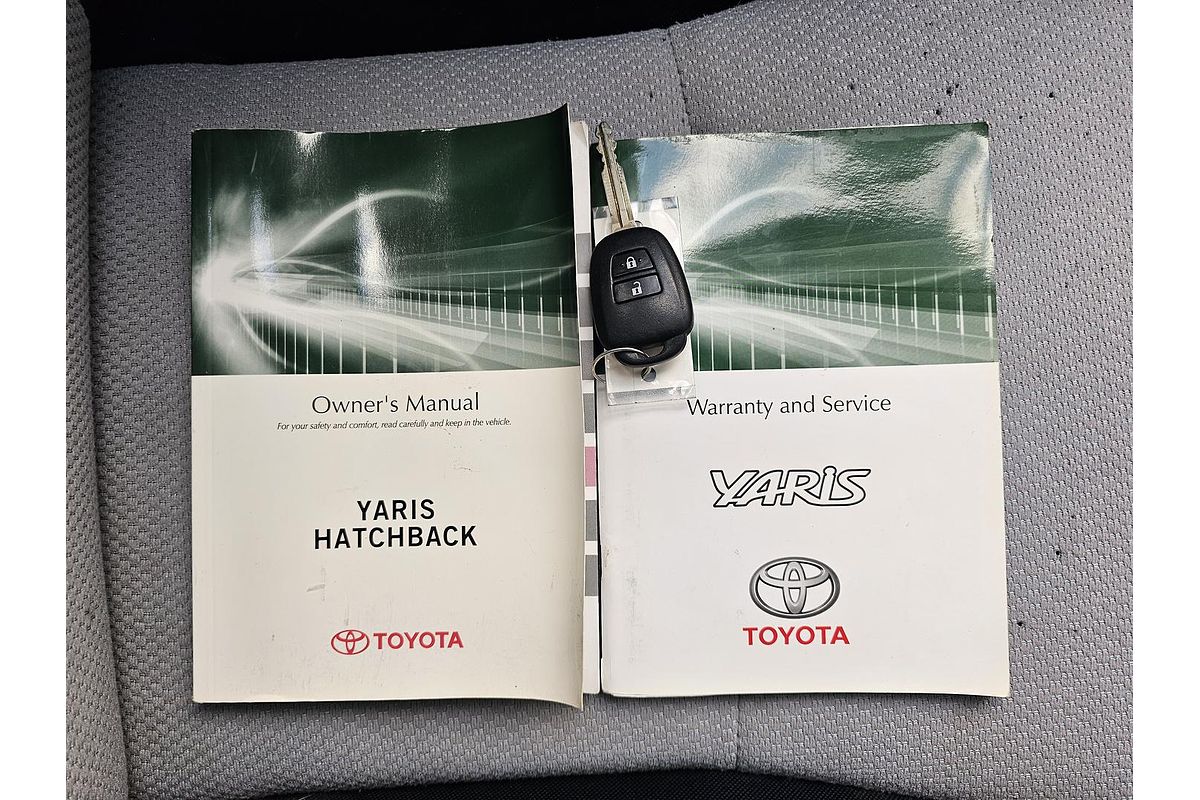 Owner's Manual
For your safety and comfort, read carefully and keep in the vehicle.
YARIS
HATCHBACK
TOYOTA
Warranty and Service
YARiS
TOYOTA